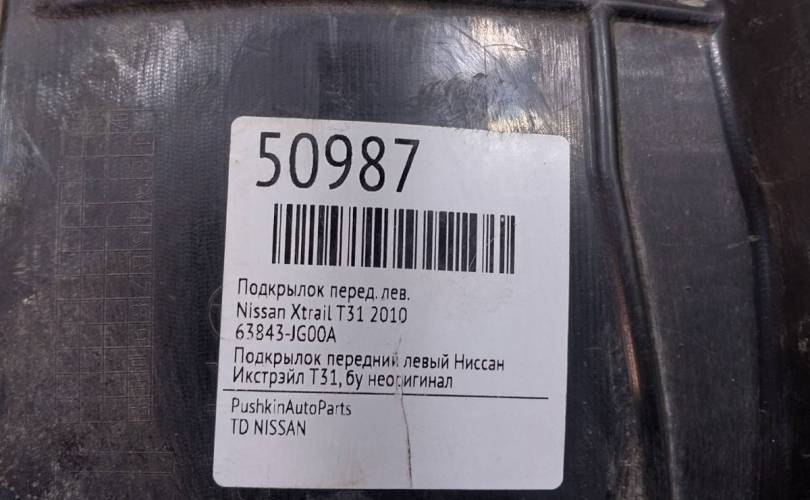 50987
Подкрылок перед. лев.
Nissan Xtrail T31 2010
63843-JG00A
Подкрылок передний левый Ниссан
Икстрэйл Т31, бу неоригинал
PushkinAutoParts
TD NISSAN